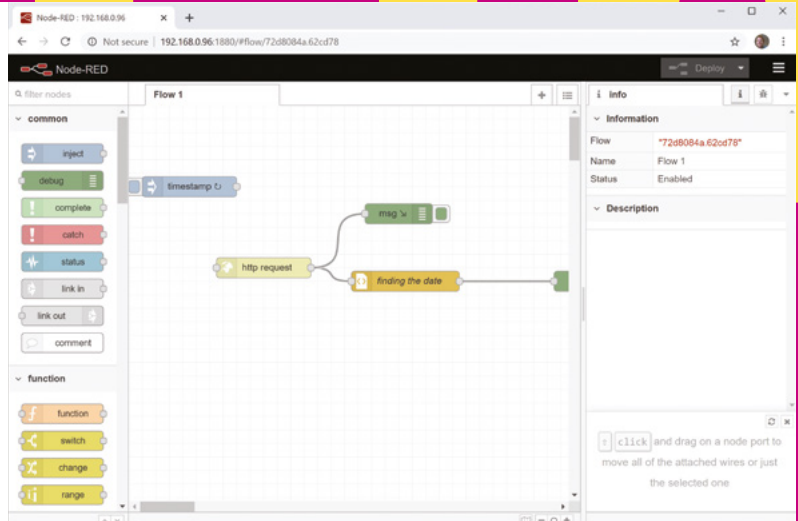 Node-RED : 192.168.0.96
Not secure | 192.168.0.96:1880/#flow/72d8084a.62cd78
Node-RED
Deploy
filter nodes
Flow 1
i info
i
common
Information
inject
Flow "72d8084a.62cd78"
debug
timestamp ↻
Name Flow 1
Status Enabled
complete
msg
Description
catch
status
http request
finding the date
link in
link out
comment
function
function
switch
click and drag on a node port to
change
move all of the attached wires or just
range
the selected one